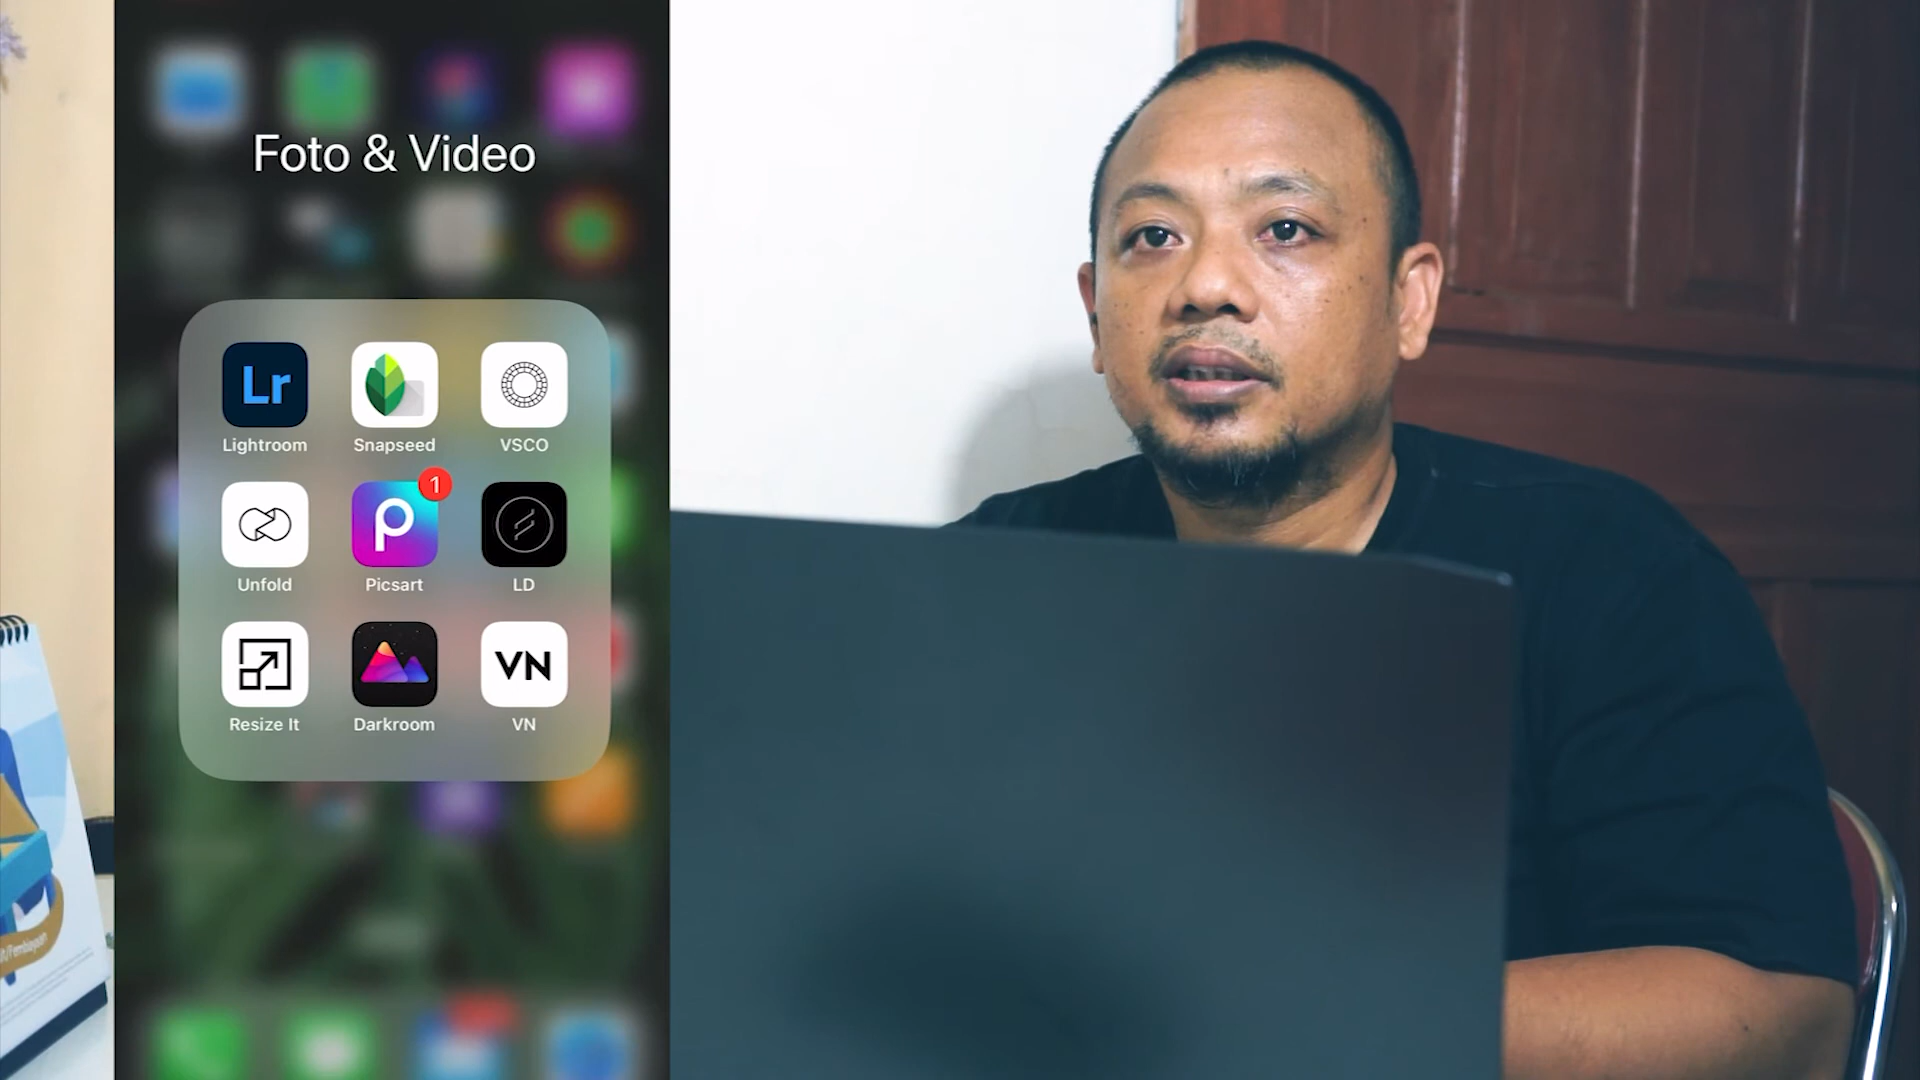 Foto & Video
Lr
Lightroom
Snapseed
VSCO
1
Unfold
Picsart
LD
Resize It
Darkroom
VN
VN